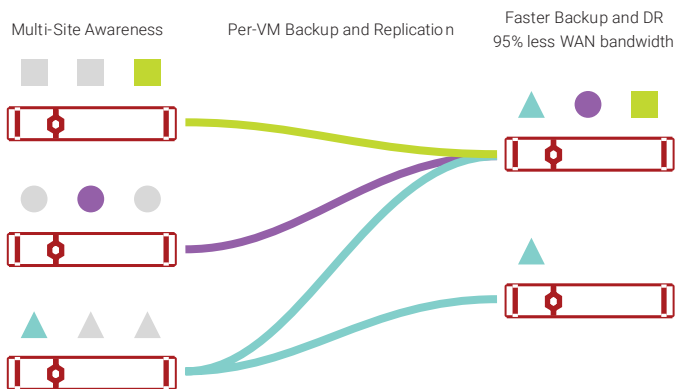 Multi-Site Awareness
Per-VM Backup and Replication
Faster Backup and DR
95% less WAN bandwidth